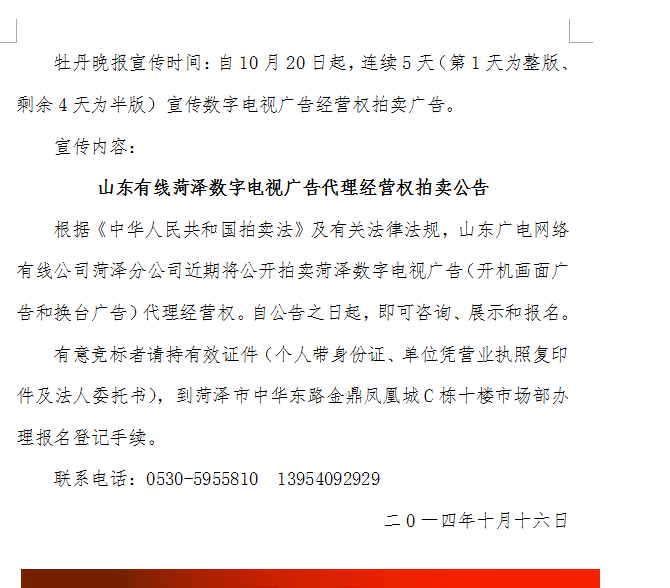 牡丹晚报宣传时间：自10月20日起，连续5天（第1天为整版、
剩余4天为半版）宣传数字电视广告经营权拍卖广告。
宣传内容：
山东有线菏泽数字电视广告代理经营权拍卖公告
根据《中华人民共和国拍卖法》及有关法律法规，山东广电网络
有线公司菏泽分公司近期将公开拍卖菏泽数字电视广告（开机画面广
告和换台广告）代理经营权。自公告之日起，即可咨询、展示和报名。
有意竞标者请持有效证件（个人带身份证、单位凭营业执照复印
件及法人委托书），到菏泽市中华东路金鼎凤凰城C栋十楼市场部办
理报名登记手续。
联系电话：0530-5955810  13954092929
二0一四年十月十六日